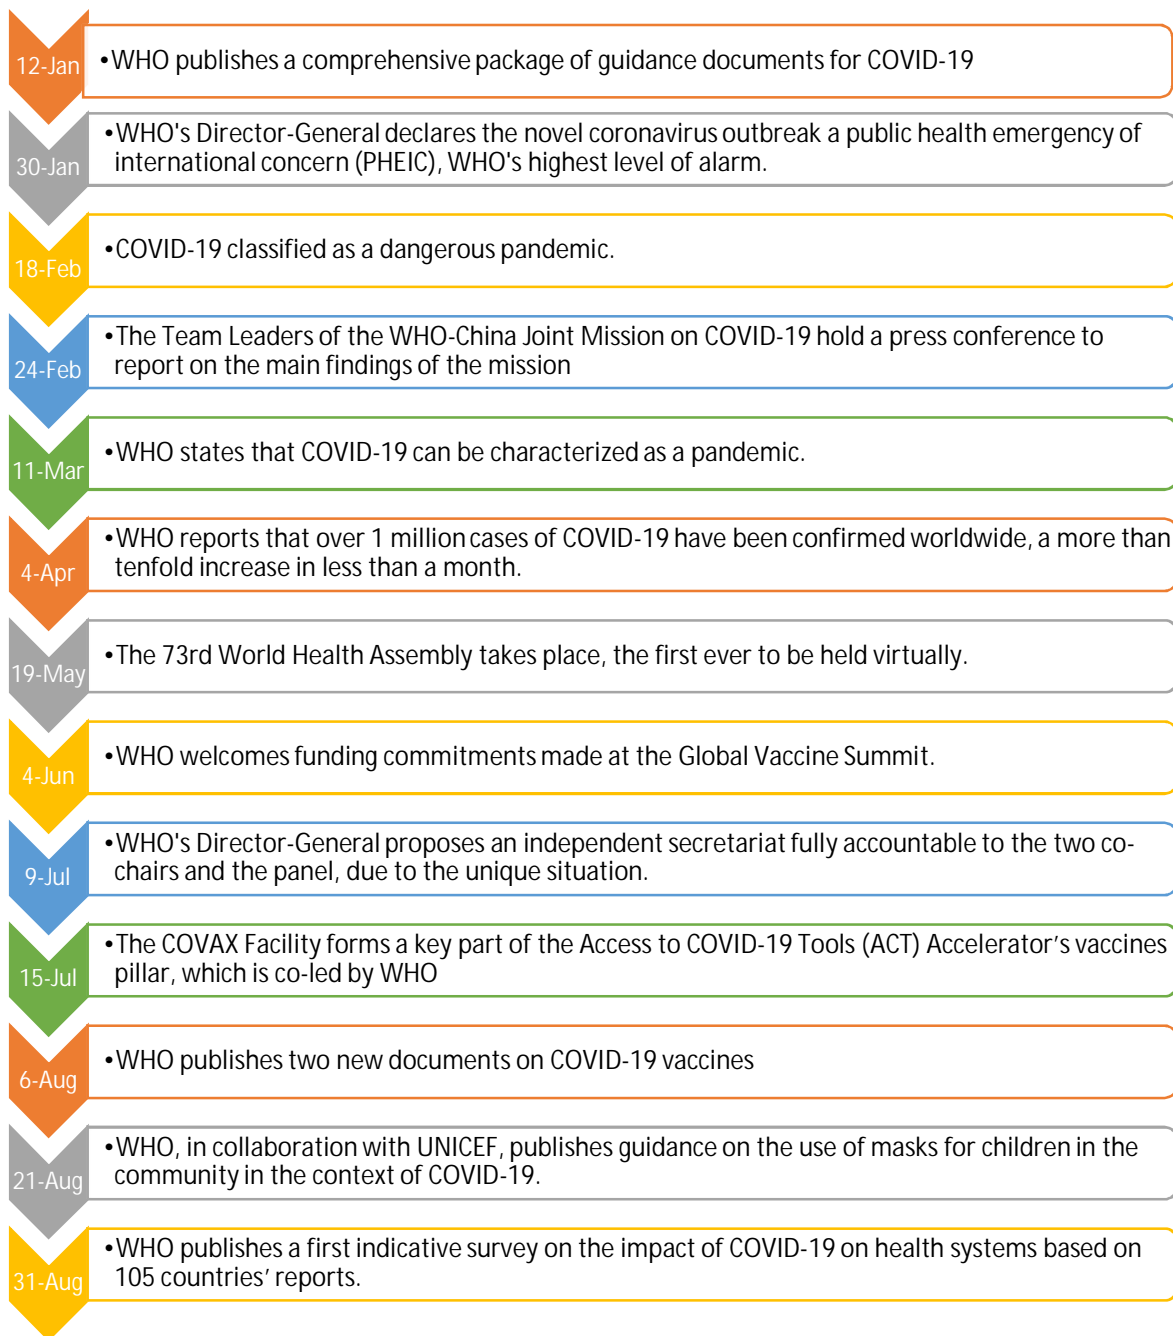 12-Jan
•WHO publishes a comprehensive package of guidance documents for COVID-19
30-Jan
•WHO's Director-General declares the novel coronavirus outbreak a public health emergency of
international concern (PHEIC), WHO's highest level of alarm.
18-Feb
•COVID-19 classified as a dangerous pandemic.
24-Feb
•The Team Leaders of the WHO-China Joint Mission on COVID-19 hold a press conference to
report on the main findings of the mission
11-Mar
•WHO states that COVID-19 can be characterized as a pandemic.
4-Apr
•WHO reports that over 1 million cases of COVID-19 have been confirmed worldwide, a more than
tenfold increase in less than a month.
19-May
•The 73rd World Health Assembly takes place, the first ever to be held virtually.
4-Jun
•WHO welcomes funding commitments made at the Global Vaccine Summit.
9-Jul
•WHO's Director-General proposes an independent secretariat fully accountable to the two co-
chairs and the panel, due to the unique situation.
15-Jul
•The COVAX Facility forms a key part of the Access to COVID-19 Tools (ACT) Accelerator’s vaccines
pillar, which is co-led by WHO
6-Aug
•WHO publishes two new documents on COVID-19 vaccines
21-Aug
•WHO, in collaboration with UNICEF, publishes guidance on the use of masks for children in the
community in the context of COVID-19.
31-Aug
•WHO publishes a first indicative survey on the impact of COVID-19 on health systems based on
105 countries’ reports.